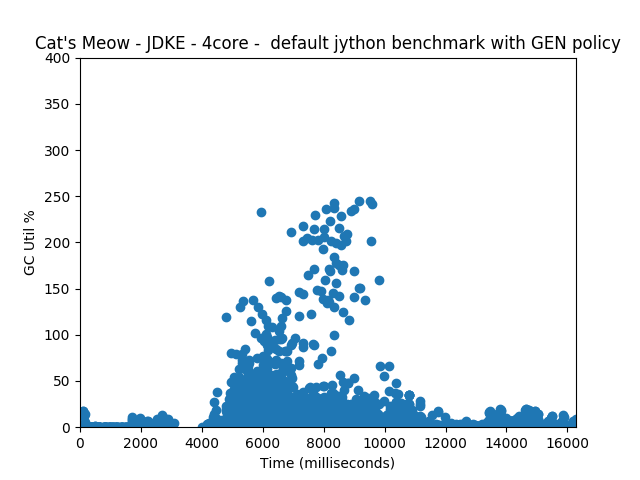 Cat's Meow - JDKE - 4core -  default jython benchmark with GEN policy
400
350
300
250
200
150
100
50
0
GC Util %
0 2000 4000 6000 8000 10000 12000 14000 16000
Time (milliseconds)